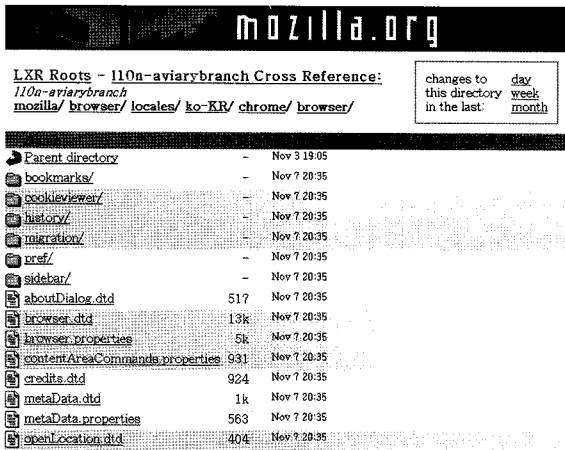 mozilla.org
LXR Roots - l10n-aviarybranch Cross Reference:
l10n-aviarybranch
mozilla/ browser/ locales/ ko-KR/ chrome/ browser/
changes to day
this directory week
in the last: month
Parent directory - Nov 3 19:05
bookmarks/ - Nov 7 20:35
cookieviewer/ - Nov 7 20:35
history/ - Nov 7 20:35
migration/ - Nov 7 20:35
pref/ - Nov 7 20:35
sidebar/ - Nov 7 20:35
aboutDialog.dtd 517 Nov 7 20:35
browser.dtd 13k Nov 7 20:35
browser.properties 5k Nov 7 20:35
contentAreaCommands.properties 931 Nov 7 20:35
credits.dtd 924 Nov 7 20:35
metaData.dtd 1k Nov 7 20:35
metaData.properties 563 Nov 7 20:35
openLocation.dtd 404 Nov 7 20:35